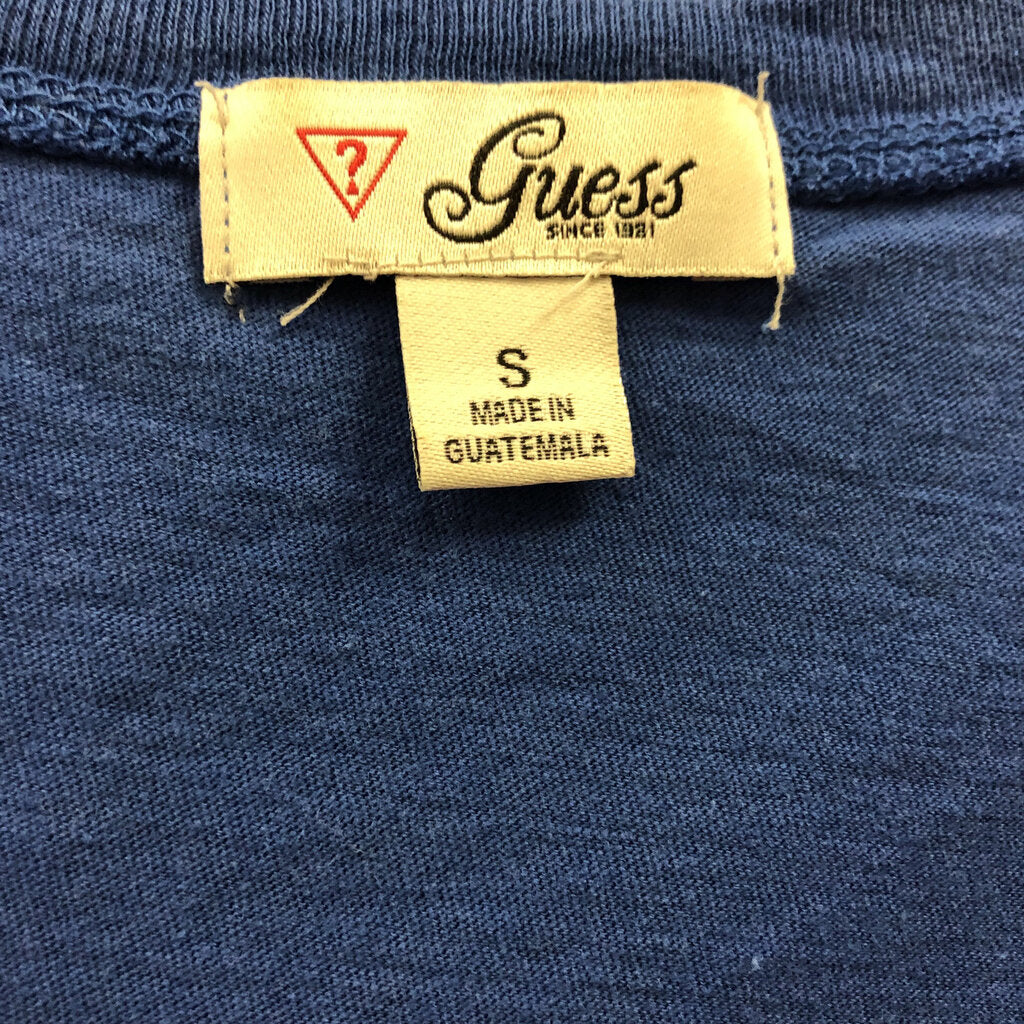 ?
Guess
SINCE 1981
S
MADE IN
GUATEMALA